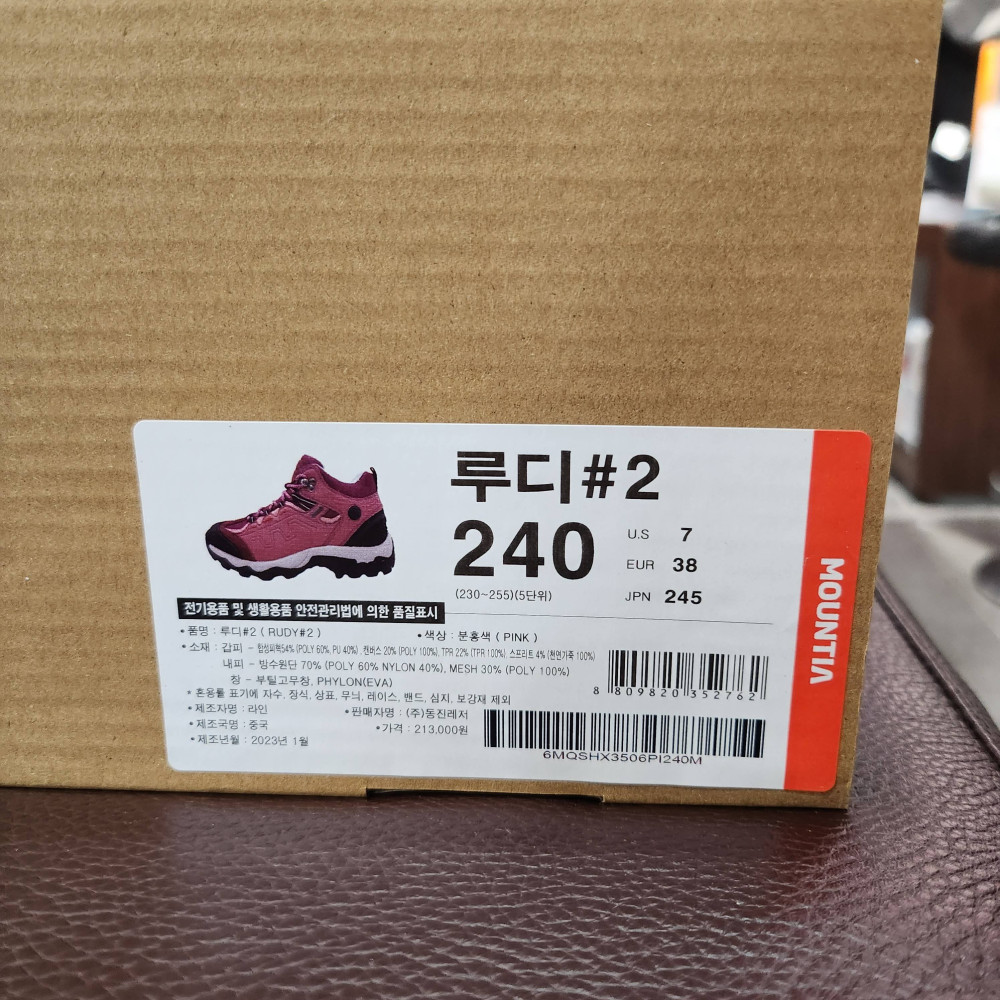 루디#2
240
U.S 7
EUR 38
JPN 245
(230~255)(5단위)
전기용품 및 생활용품 안전관리법에 의한 품질표시
• 품명 : 루디#2 ( RUDY#2 ) • 색상 : 분홍색 ( PINK )
• 소재 : 갑피 - 합성피혁54% (POLY 60%, PU 40%) , 캔버스 20% (POLY 100%), TPR 22% (TPR 100%), 스프리트 4% (천연가죽 100%)
내피 - 방수원단 70% (POLY 60% NYLON 40%), MESH 30% (POLY 100%)
창 - 부틸고무창, PHYLON(EVA)
* 혼용률 표기에 자수, 장식, 상표, 무늬, 레이스, 밴드, 심지, 보강재 제외
• 제조자명 : 라인 • 판매자명 : (주)동진레저
• 제조국명 : 중국 • 가격 : 213,000원
• 제조년월 : 2023년 1월
8 809820 352762
6MQSHX3506PI240M
MOUNTIA